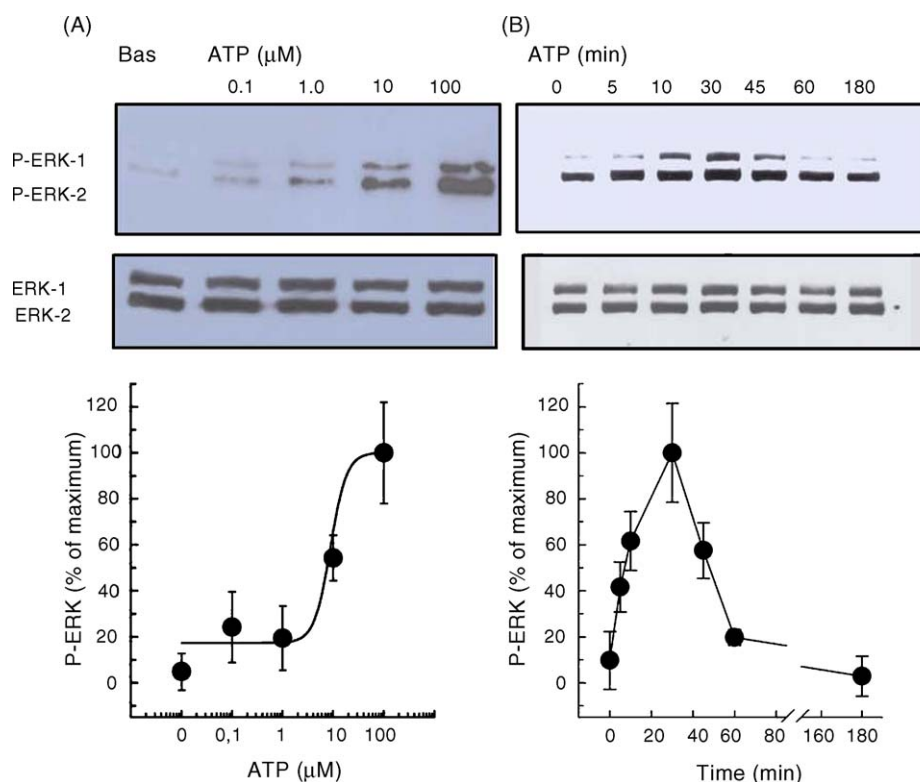 (A)
Bas ATP (μM)
0.1 1.0 10 100
P-ERK-1
P-ERK-2
ERK-1
ERK-2
P-ERK (% of maximum)
120
100
80
60
40
20
0
0 0,1 1 10 100
ATP (μM)
(B)
ATP (min)
0 5 10 30 45 60 180
P-ERK (% of maximum)
120
100
80
60
40
20
0
0 20 40 60 80 160 180
Time (min)